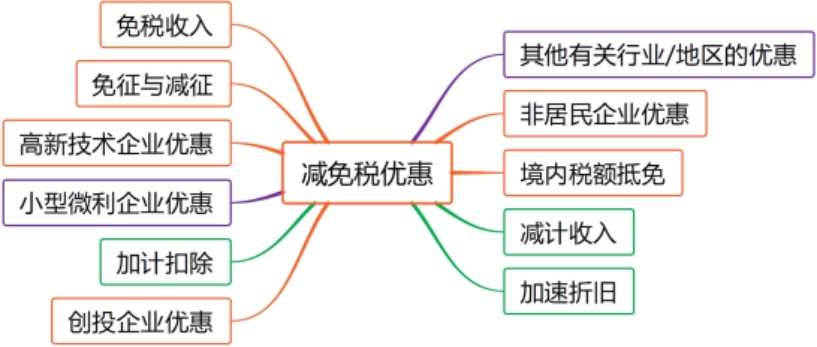 免税收入
免征与减征
高新技术企业优惠
小型微利企业优惠
加计扣除
创投企业优惠
减免税优惠
其他有关行业/地区的优惠
非居民企业优惠
境内税额抵免
减计收入
加速折旧